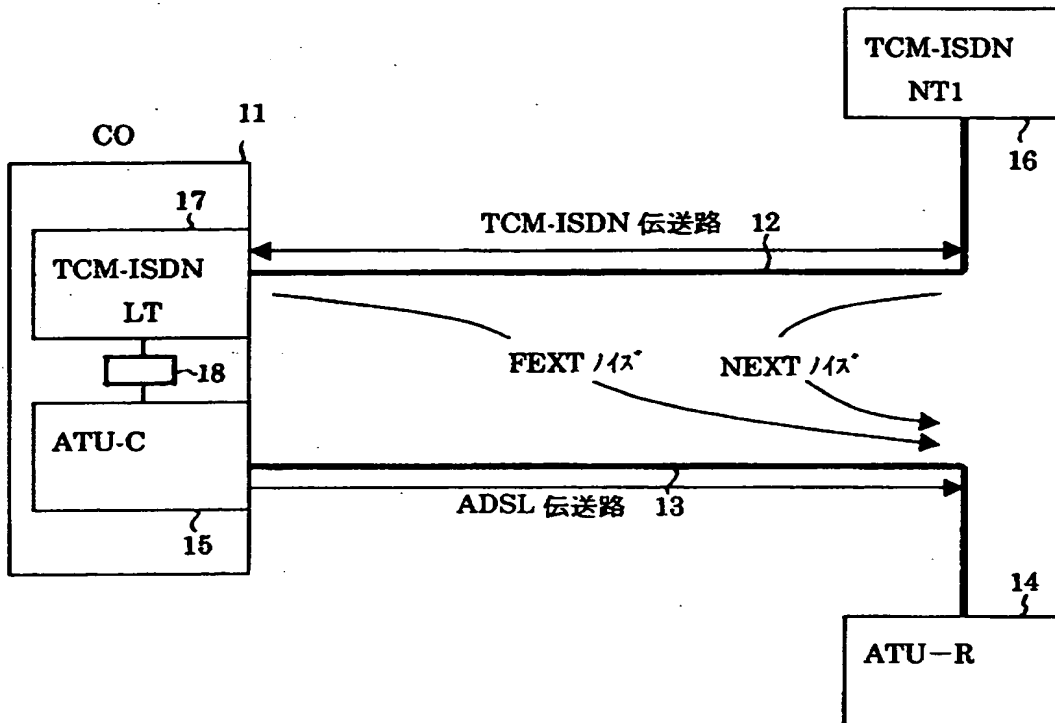 TCM-ISDN
NT1
16
CO
11
17
TCM-ISDN
LT
18
ATU-C
15
TCM-ISDN 伝送路 12
FEXT ﾉｲｽﾞ
NEXT ﾉｲｽﾞ
ADSL 伝送路 13
14
ATU－R